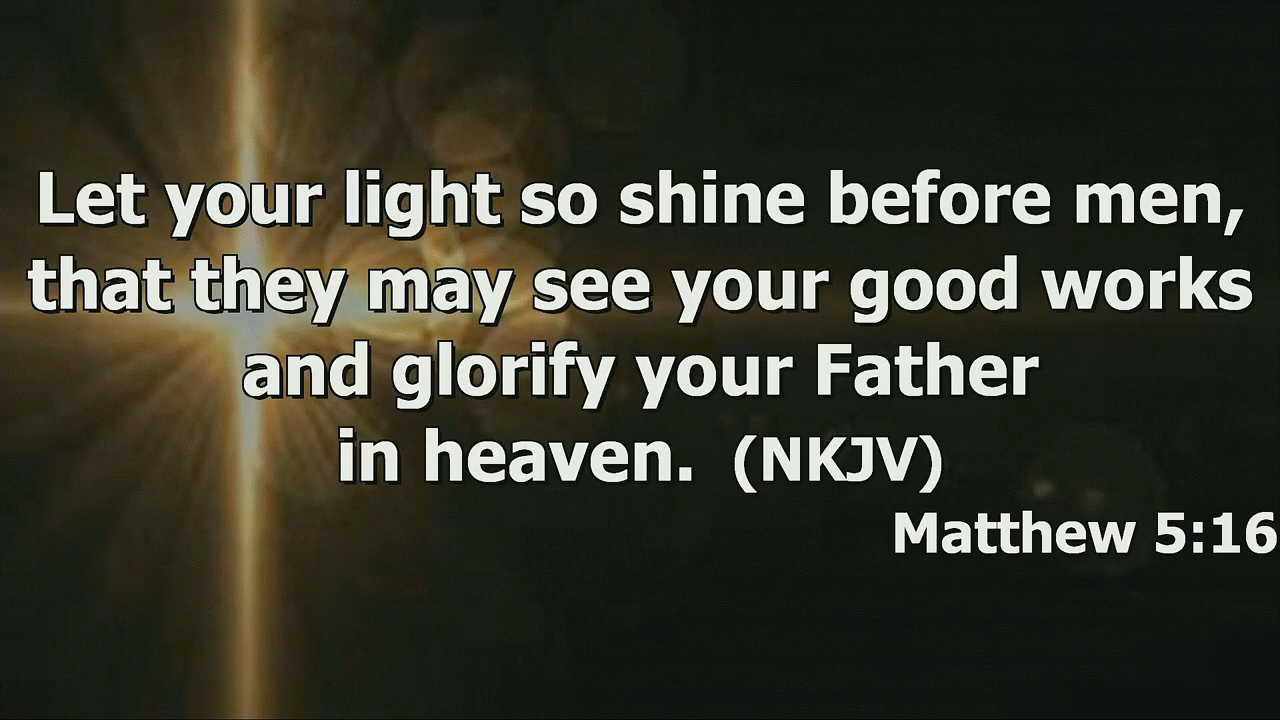 Let your light so shine before men,
that they may see your good works
and glorify your Father
in heaven. (NKJV)
Matthew 5:16